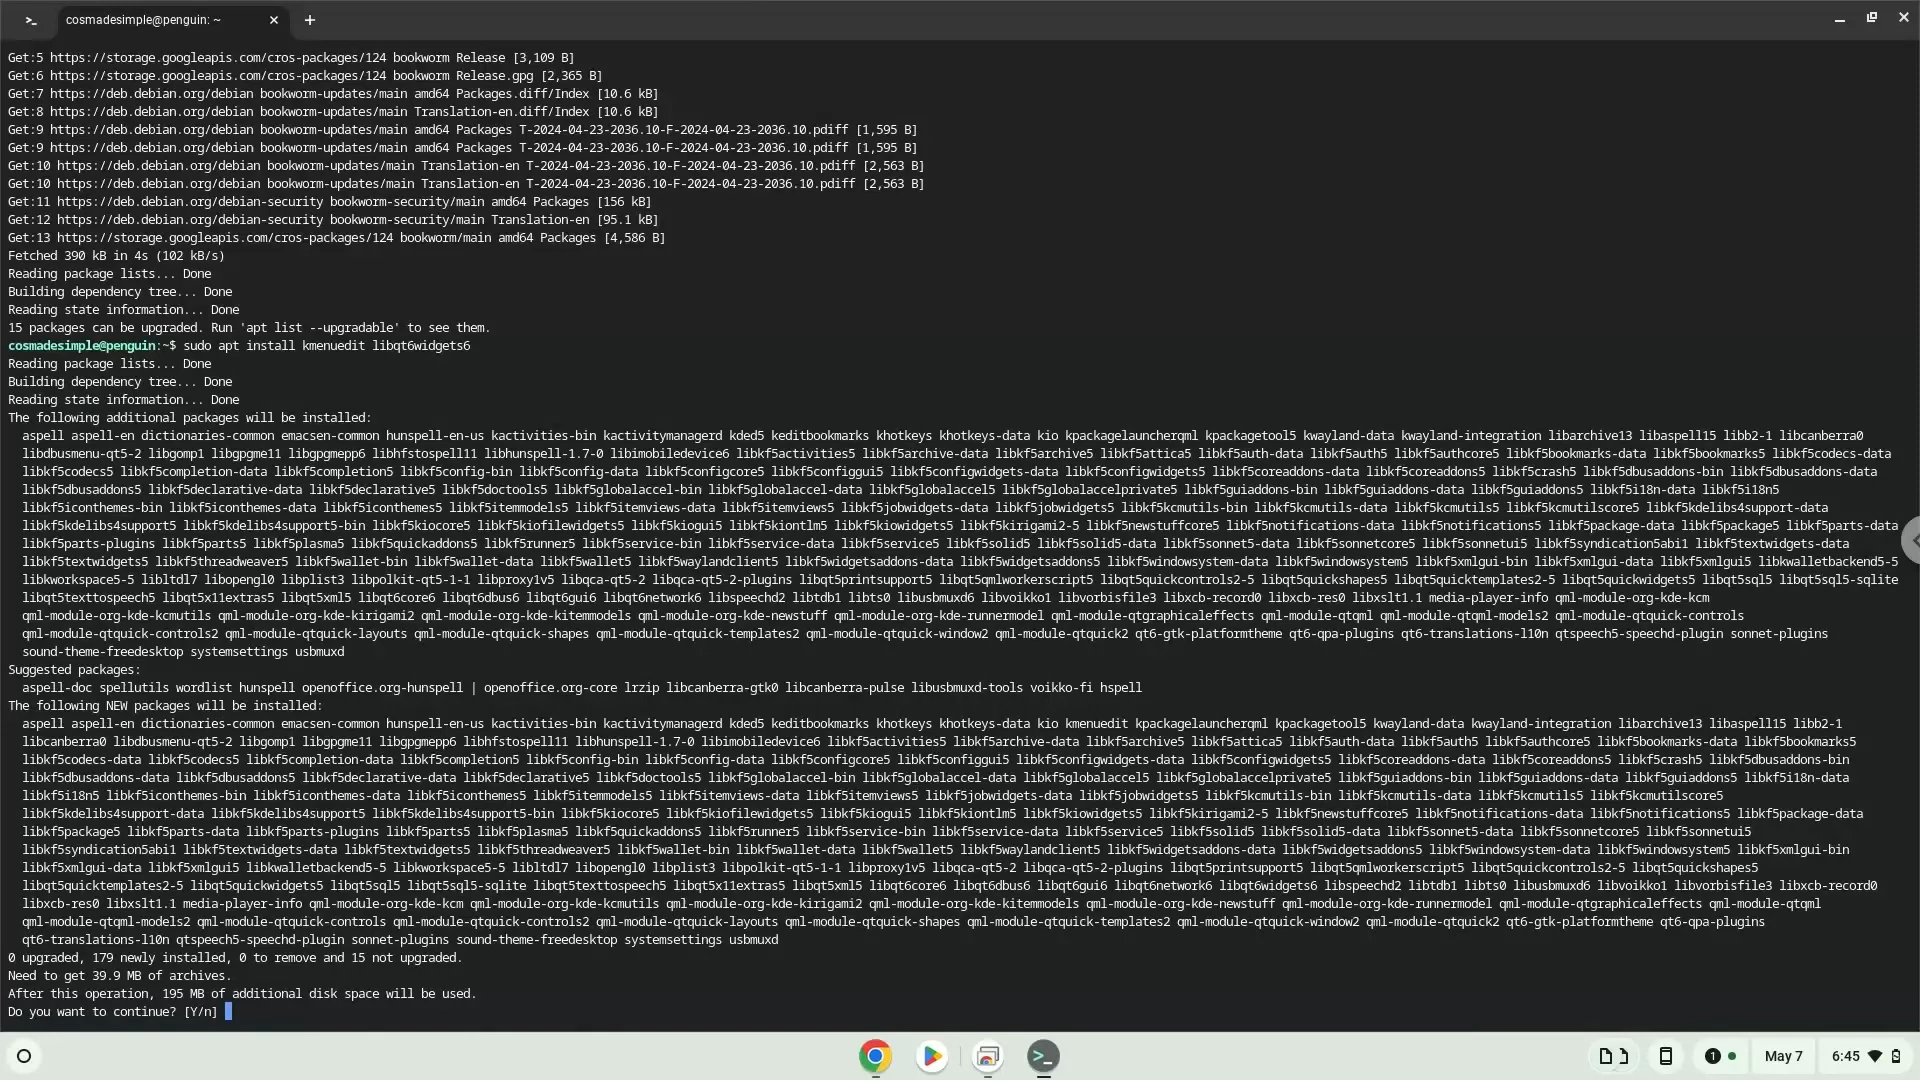 cosmadesimple@penguin: ~
Get:5 https://storage.googleapis.com/cros-packages/124 bookworm Release [3,109 B]
Get:6 https://storage.googleapis.com/cros-packages/124 bookworm Release.gpg [2,365 B]
Get:7 https://deb.debian.org/debian bookworm-updates/main amd64 Packages.diff/Index [10.6 kB]
Get:8 https://deb.debian.org/debian bookworm-updates/main Translation-en.diff/Index [10.6 kB]
Get:9 https://deb.debian.org/debian bookworm-updates/main amd64 Packages T-2024-04-23-2036.10-F-2024-04-23-2036.10.pdiff [1,595 B]
Get:9 https://deb.debian.org/debian bookworm-updates/main amd64 Packages T-2024-04-23-2036.10-F-2024-04-23-2036.10.pdiff [1,595 B]
Get:10 https://deb.debian.org/debian bookworm-updates/main Translation-en T-2024-04-23-2036.10-F-2024-04-23-2036.10.pdiff [2,563 B]
Get:10 https://deb.debian.org/debian bookworm-updates/main Translation-en T-2024-04-23-2036.10-F-2024-04-23-2036.10.pdiff [2,563 B]
Get:11 https://deb.debian.org/debian-security bookworm-security/main amd64 Packages [156 kB]
Get:12 https://deb.debian.org/debian-security bookworm-security/main Translation-en [95.1 kB]
Get:13 https://storage.googleapis.com/cros-packages/124 bookworm/main amd64 Packages [4,586 B]
Fetched 390 kB in 4s (102 kB/s)
Reading package lists... Done
Building dependency tree... Done
Reading state information... Done
15 packages can be upgraded. Run 'apt list --upgradable' to see them.
cosmadesimple@penguin:~$ sudo apt install kmenuedit libqt6widgets6
Reading package lists... Done
Building dependency tree... Done
Reading state information... Done
The following additional packages will be installed:
aspell aspell-en dictionaries-common emacsen-common hunspell-en-us kactivities-bin kactivitymanagerd kded5 keditbookmarks khotkeys khotkeys-data kio kpackagelauncherqml kpackagetool5 kwayland-data kwayland-integration libarchive13 libaspell15 libb2-1 libcanberra0
libdbusmenu-qt5-2 libgomp1 libgpgme11 libgpgmepp6 libhfstospell11 libhunspell-1.7-0 libimobiledevice6 libkf5activities5 libkf5archive-data libkf5archive5 libkf5attica5 libkf5auth-data libkf5auth5 libkf5authcore5 libkf5bookmarks-data libkf5bookmarks5 libkf5codecs-data
libkf5codecs5 libkf5completion-data libkf5completion5 libkf5config-bin libkf5config-data libkf5configcore5 libkf5configgui5 libkf5configwidgets-data libkf5configwidgets5 libkf5coreaddons-data libkf5coreaddons5 libkf5crash5 libkf5dbusaddons-bin libkf5dbusaddons-data
libkf5dbusaddons5 libkf5declarative-data libkf5declarative5 libkf5doctools5 libkf5globalaccel-bin libkf5globalaccel-data libkf5globalaccel5 libkf5globalaccelprivate5 libkf5guiaddons-bin libkf5guiaddons-data libkf5guiaddons5 libkf5i18n-data libkf5i18n5
libkf5iconthemes-bin libkf5iconthemes-data libkf5iconthemes5 libkf5itemmodels5 libkf5itemviews-data libkf5itemviews5 libkf5jobwidgets-data libkf5jobwidgets5 libkf5kcmutils-bin libkf5kcmutils-data libkf5kcmutils5 libkf5kcmutilscore5 libkf5kdelibs4support-data
libkf5kdelibs4support5 libkf5kdelibs4support5-bin libkf5kiocore5 libkf5kiofilewidgets5 libkf5kiogui5 libkf5kiontlm5 libkf5kiowidgets5 libkf5kirigami2-5 libkf5newstuffcore5 libkf5notifications-data libkf5notifications5 libkf5package-data libkf5package5 libkf5parts-data
libkf5parts-plugins libkf5parts5 libkf5plasma5 libkf5quickaddons5 libkf5runner5 libkf5service-bin libkf5service-data libkf5service5 libkf5solid5 libkf5solid5-data libkf5sonnet5-data libkf5sonnetcore5 libkf5sonnetui5 libkf5syndication5abi1 libkf5textwidgets-data
libkf5textwidgets5 libkf5threadweaver5 libkf5wallet-bin libkf5wallet-data libkf5wallet5 libkf5waylandclient5 libkf5widgetsaddons-data libkf5widgetsaddons5 libkf5windowsystem-data libkf5windowsystem5 libkf5xmlgui-bin libkf5xmlgui-data libkf5xmlgui5 libkwalletbackend5-5
libkworkspace5-5 libltdl7 libopengl0 libplist3 libpolkit-qt5-1-1 libproxy1v5 libqca-qt5-2 libqca-qt5-2-plugins libqt5printsupport5 libqt5qmlworkerscript5 libqt5quickcontrols2-5 libqt5quickshapes5 libqt5quicktemplates2-5 libqt5quickwidgets5 libqt5sql5 libqt5sql5-sqlite
libqt5texttospeech5 libqt5x11extras5 libqt5xml5 libqt6core6 libqt6dbus6 libqt6gui6 libqt6network6 libspeechd2 libtdb1 libts0 libusbmuxd6 libvoikko1 libvorbisfile3 libxcb-record0 libxcb-res0 libxslt1.1 media-player-info qml-module-org-kde-kcm
qml-module-org-kde-kcmutils qml-module-org-kde-kirigami2 qml-module-org-kde-kitemmodels qml-module-org-kde-newstuff qml-module-org-kde-runnermodel qml-module-qtgraphicaleffects qml-module-qtqml qml-module-qtqml-models2 qml-module-qtquick-controls
qml-module-qtquick-controls2 qml-module-qtquick-layouts qml-module-qtquick-shapes qml-module-qtquick-templates2 qml-module-qtquick-window2 qml-module-qtquick2 qt6-gtk-platformtheme qt6-qpa-plugins qt6-translations-l10n qtspeech5-speechd-plugin sonnet-plugins
sound-theme-freedesktop systemsettings usbmuxd
Suggested packages:
aspell-doc spellutils wordlist hunspell openoffice.org-hunspell | openoffice.org-core lrzip libcanberra-gtk0 libcanberra-pulse libusbmuxd-tools voikko-fi hspell
The following NEW packages will be installed:
aspell aspell-en dictionaries-common emacsen-common hunspell-en-us kactivities-bin kactivitymanagerd kded5 keditbookmarks khotkeys khotkeys-data kio kmenuedit kpackagelauncherqml kpackagetool5 kwayland-data kwayland-integration libarchive13 libaspell15 libb2-1
libcanberra0 libdbusmenu-qt5-2 libgomp1 libgpgme11 libgpgmepp6 libhfstospell11 libhunspell-1.7-0 libimobiledevice6 libkf5activities5 libkf5archive-data libkf5archive5 libkf5attica5 libkf5auth-data libkf5auth5 libkf5authcore5 libkf5bookmarks-data libkf5bookmarks5
libkf5codecs-data libkf5codecs5 libkf5completion-data libkf5completion5 libkf5config-bin libkf5config-data libkf5configcore5 libkf5configgui5 libkf5configwidgets-data libkf5configwidgets5 libkf5coreaddons-data libkf5coreaddons5 libkf5crash5 libkf5dbusaddons-bin
libkf5dbusaddons-data libkf5dbusaddons5 libkf5declarative-data libkf5declarative5 libkf5doctools5 libkf5globalaccel-bin libkf5globalaccel-data libkf5globalaccel5 libkf5globalaccelprivate5 libkf5guiaddons-bin libkf5guiaddons-data libkf5guiaddons5 libkf5i18n-data
libkf5i18n5 libkf5iconthemes-bin libkf5iconthemes-data libkf5iconthemes5 libkf5itemmodels5 libkf5itemviews-data libkf5itemviews5 libkf5jobwidgets-data libkf5jobwidgets5 libkf5kcmutils-bin libkf5kcmutils-data libkf5kcmutils5 libkf5kcmutilscore5
libkf5kdelibs4support-data libkf5kdelibs4support5 libkf5kdelibs4support5-bin libkf5kiocore5 libkf5kiofilewidgets5 libkf5kiogui5 libkf5kiontlm5 libkf5kiowidgets5 libkf5kirigami2-5 libkf5newstuffcore5 libkf5notifications-data libkf5notifications5 libkf5package-data
libkf5package5 libkf5parts-data libkf5parts-plugins libkf5parts5 libkf5plasma5 libkf5quickaddons5 libkf5runner5 libkf5service-bin libkf5service-data libkf5service5 libkf5solid5 libkf5solid5-data libkf5sonnet5-data libkf5sonnetcore5 libkf5sonnetui5
libkf5syndication5abi1 libkf5textwidgets-data libkf5textwidgets5 libkf5threadweaver5 libkf5wallet-bin libkf5wallet-data libkf5wallet5 libkf5waylandclient5 libkf5widgetsaddons-data libkf5widgetsaddons5 libkf5windowsystem-data libkf5windowsystem5 libkf5xmlgui-bin
libkf5xmlgui-data libkf5xmlgui5 libkwalletbackend5-5 libkworkspace5-5 libltdl7 libopengl0 libplist3 libpolkit-qt5-1-1 libproxy1v5 libqca-qt5-2 libqca-qt5-2-plugins libqt5printsupport5 libqt5qmlworkerscript5 libqt5quickcontrols2-5 libqt5quickshapes5
libqt5quicktemplates2-5 libqt5quickwidgets5 libqt5sql5 libqt5sql5-sqlite libqt5texttospeech5 libqt5x11extras5 libqt5xml5 libqt6core6 libqt6dbus6 libqt6gui6 libqt6network6 libqt6widgets6 libspeechd2 libtdb1 libts0 libusbmuxd6 libvoikko1 libvorbisfile3 libxcb-record0
libxcb-res0 libxslt1.1 media-player-info qml-module-org-kde-kcm qml-module-org-kde-kcmutils qml-module-org-kde-kirigami2 qml-module-org-kde-kitemmodels qml-module-org-kde-newstuff qml-module-org-kde-runnermodel qml-module-qtgraphicaleffects qml-module-qtqml
qml-module-qtqml-models2 qml-module-qtquick-controls qml-module-qtquick-controls2 qml-module-qtquick-layouts qml-module-qtquick-shapes qml-module-qtquick-templates2 qml-module-qtquick-window2 qml-module-qtquick2 qt6-gtk-platformtheme qt6-qpa-plugins
qt6-translations-l10n qtspeech5-speechd-plugin sonnet-plugins sound-theme-freedesktop systemsettings usbmuxd
0 upgraded, 179 newly installed, 0 to remove and 15 not upgraded.
Need to get 39.9 MB of archives.
After this operation, 195 MB of additional disk space will be used.
Do you want to continue? [Y/n]
1
May 7
6:45